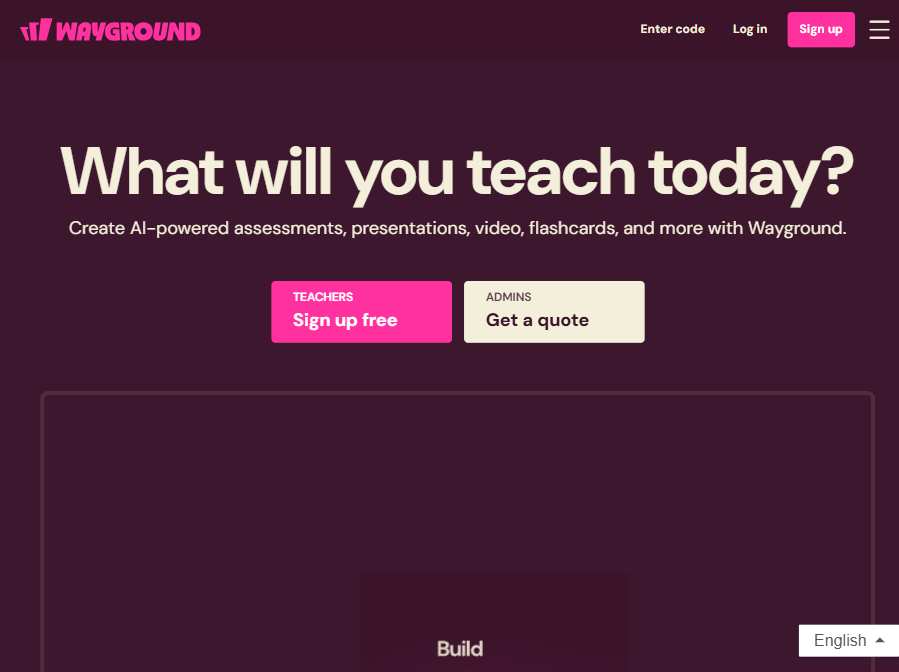 WAYGROUND
Enter code
Log in
Sign up
What will you teach today?
Create AI-powered assessments, presentations, video, flashcards, and more with Wayground.
TEACHERS
Sign up free
ADMINS
Get a quote
Build
English